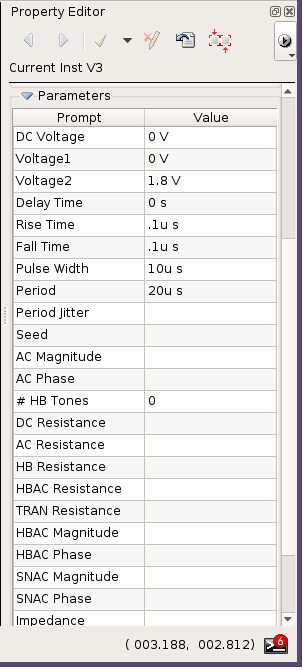 Property Editor
Current Inst V3
Parameters
Prompt Value
DC Voltage 0 V
Voltage1 0 V
Voltage2 1.8 V
Delay Time 0 s
Rise Time .1u s
Fall Time .1u s
Pulse Width 10u s
Period 20u s
Period Jitter
Seed
AC Magnitude
AC Phase
# HB Tones 0
DC Resistance
AC Resistance
HB Resistance
HBAC Resistance
TRAN Resistance
HBAC Magnitude
HBAC Phase
SNAC Magnitude
SNAC Phase
Impedance
( 003.188, 002.812) 6